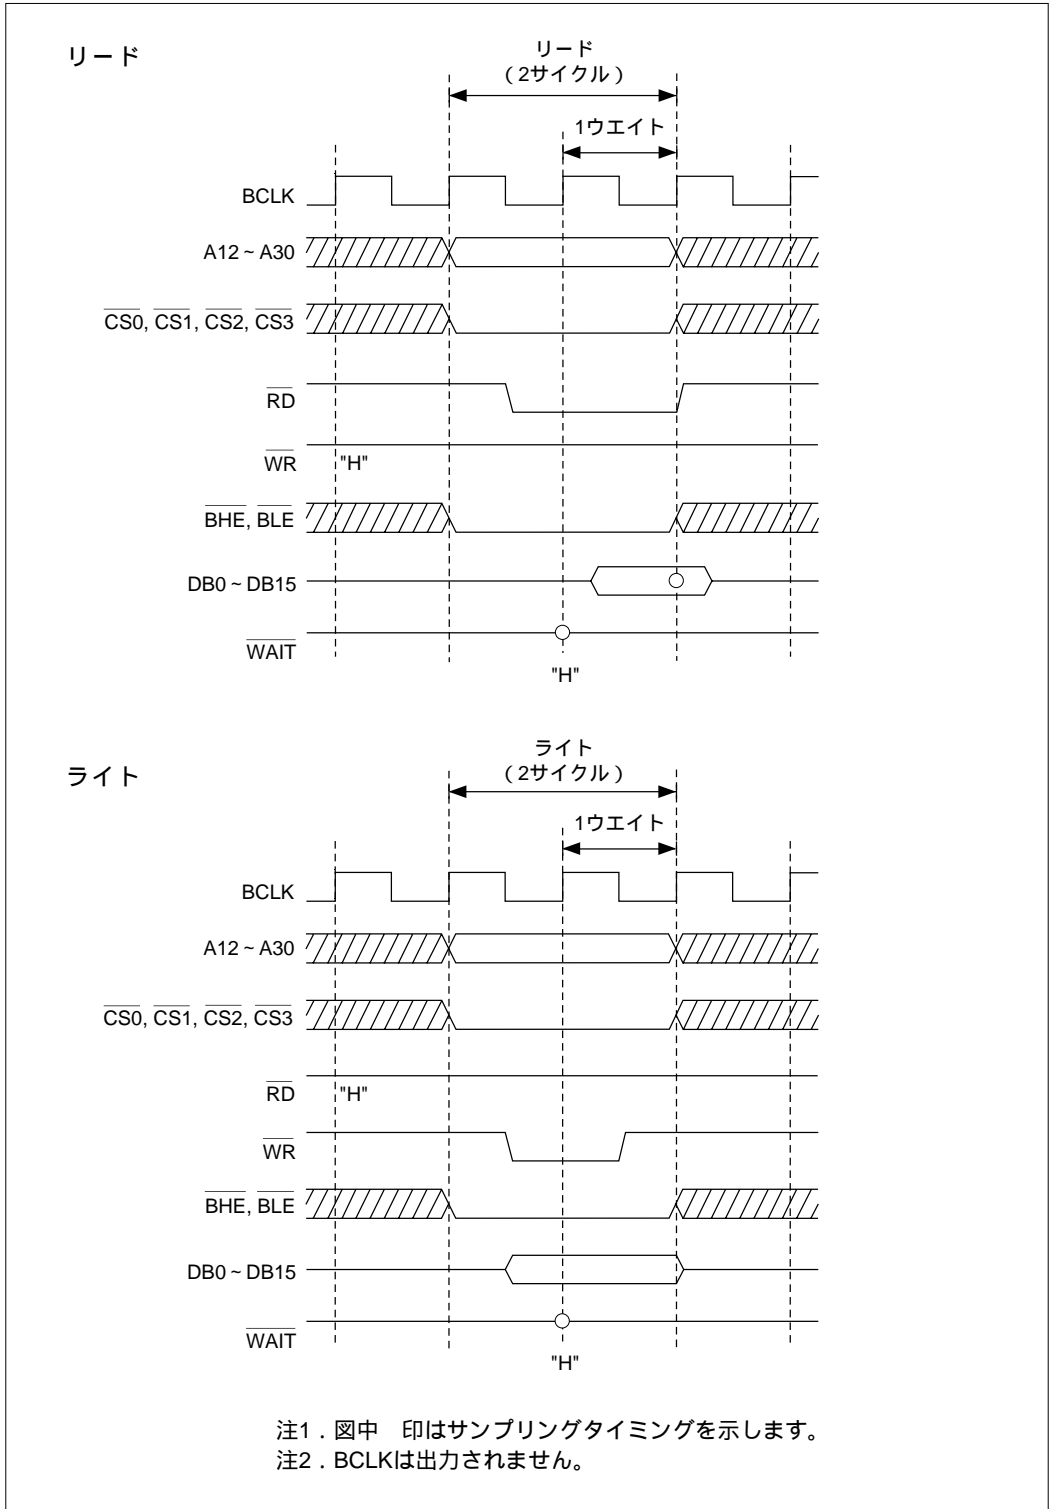 リード
リード
（2サイクル）
1ウエイト
BCLK
A12～A30
CS0, CS1, CS2, CS3
RD
WR
"H"
BHE, BLE
DB0～DB15
WAIT
"H"
ライト
ライト
（2サイクル）
1ウエイト
BCLK
A12～A30
CS0, CS1, CS2, CS3
RD
"H"
WR
BHE, BLE
DB0～DB15
WAIT
"H"
注1．図中　印はサンプリングタイミングを示します。
注2．BCLKは出力されません。